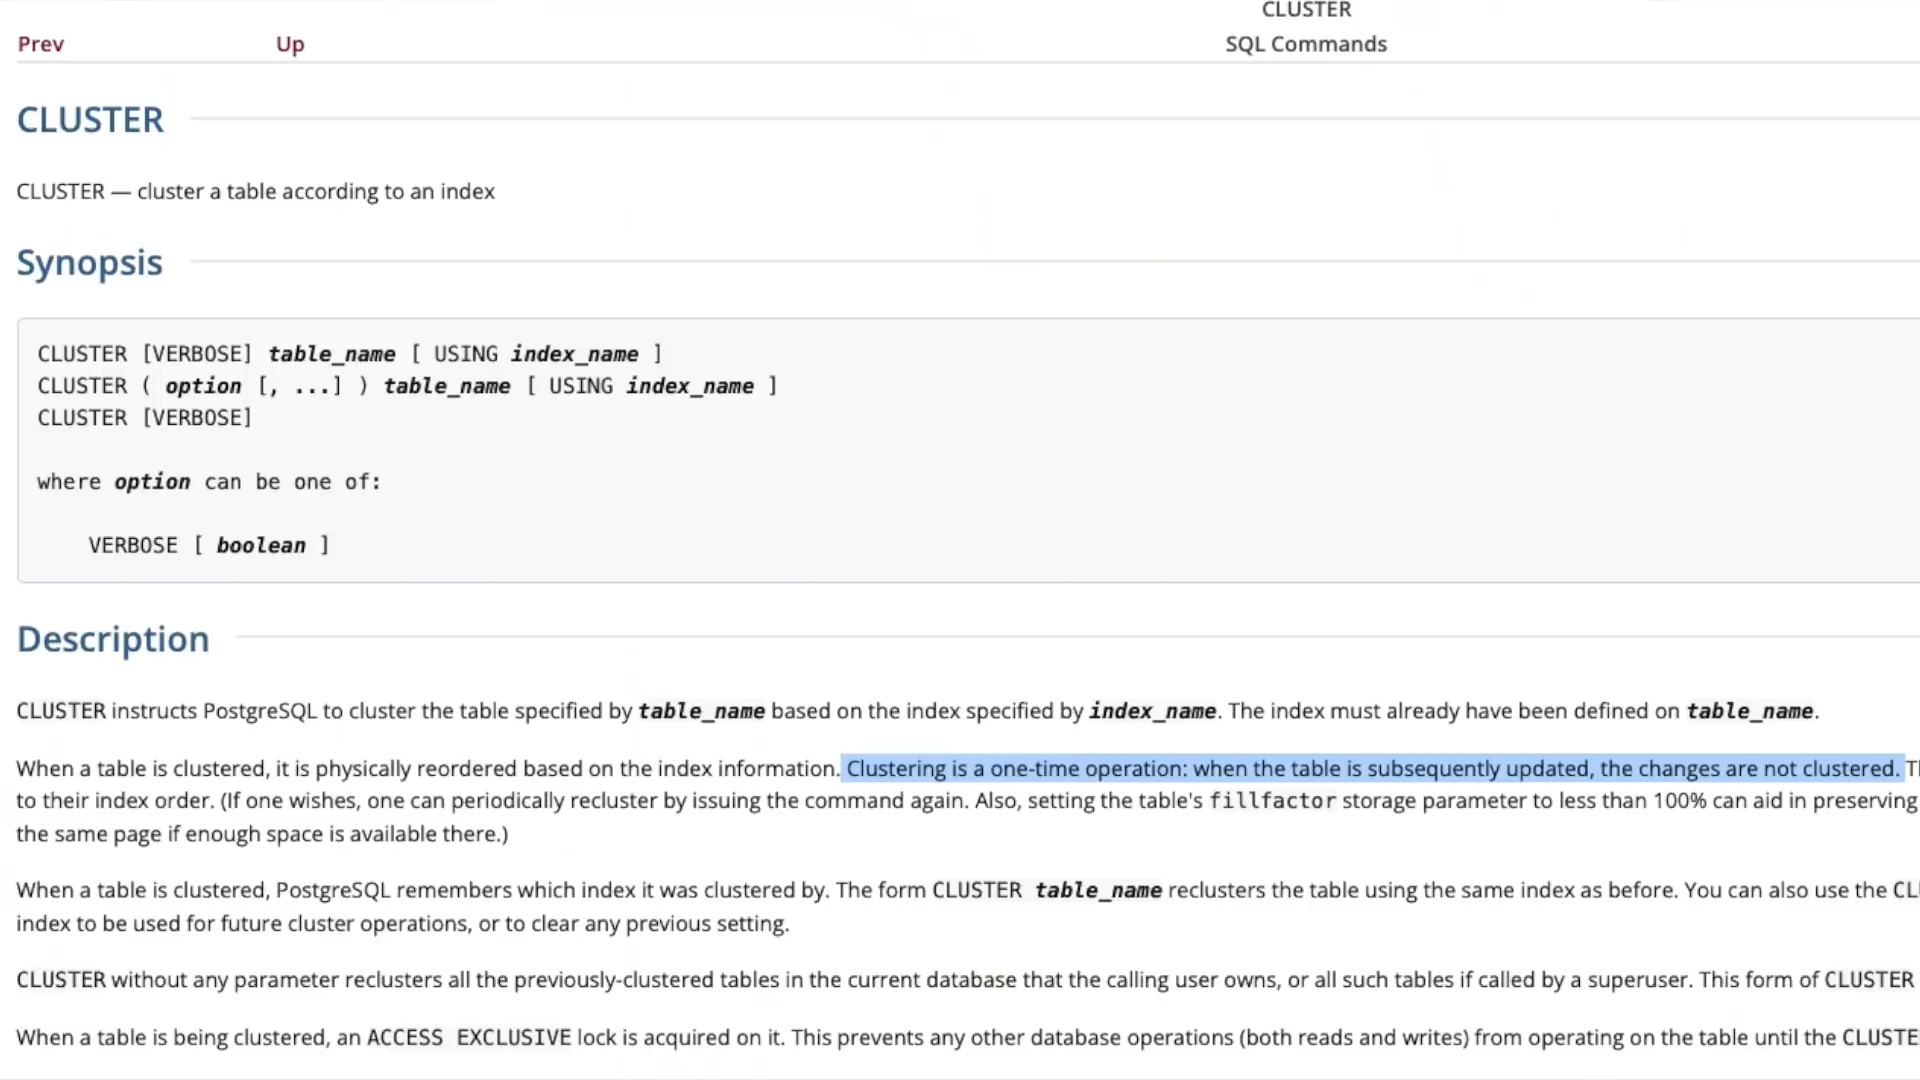 CLUSTER
Prev Up SQL Commands
CLUSTER
CLUSTER — cluster a table according to an index
Synopsis
CLUSTER [VERBOSE] table_name [ USING index_name ]
CLUSTER ( option [, ...] ) table_name [ USING index_name ]
CLUSTER [VERBOSE]
where option can be one of:
VERBOSE [ boolean ]
Description
CLUSTER instructs PostgreSQL to cluster the table specified by table_name based on the index specified by index_name. The index must already have been defined on table_name.
When a table is clustered, it is physically reordered based on the index information. Clustering is a one-time operation: when the table is subsequently updated, the changes are not clustered.
to their index order. (If one wishes, one can periodically recluster by issuing the command again. Also, setting the table's fillfactor storage parameter to less than 100% can aid in preserving
the same page if enough space is available there.)
When a table is clustered, PostgreSQL remembers which index it was clustered by. The form CLUSTER table_name reclusters the table using the same index as before. You can also use the
index to be used for future cluster operations, or to clear any previous setting.
CLUSTER without any parameter reclusters all the previously-clustered tables in the current database that the calling user owns, or all such tables if called by a superuser. This form of CLUSTER
When a table is being clustered, an ACCESS EXCLUSIVE lock is acquired on it. This prevents any other database operations (both reads and writes) from operating on the table until the CLUSTE